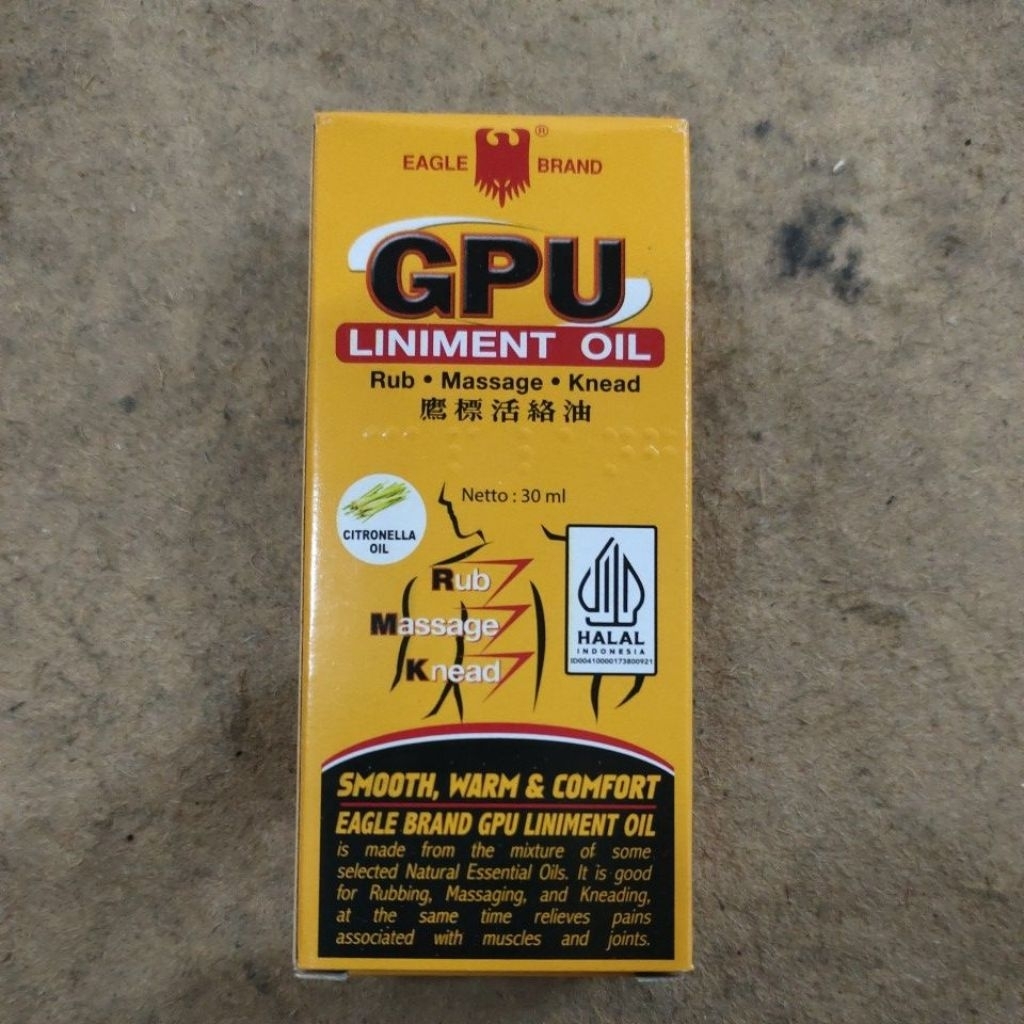 EAGLE BRAND ®
GPU
LINIMENT OIL
Rub • Massage • Knead
鷹標活絡油
Netto : 30 ml
CITRONELLA
OIL
Rub
Massage
Knead
HALAL
INDONESIA
ID00410000173800921
SMOOTH, WARM & COMFORT
EAGLE BRAND GPU LINIMENT OIL
is made from the mixture of some
selected Natural Essential Oils. It is good
for Rubbing, Massaging, and Kneading,
at the same time relieves pains
associated with muscles and joints.